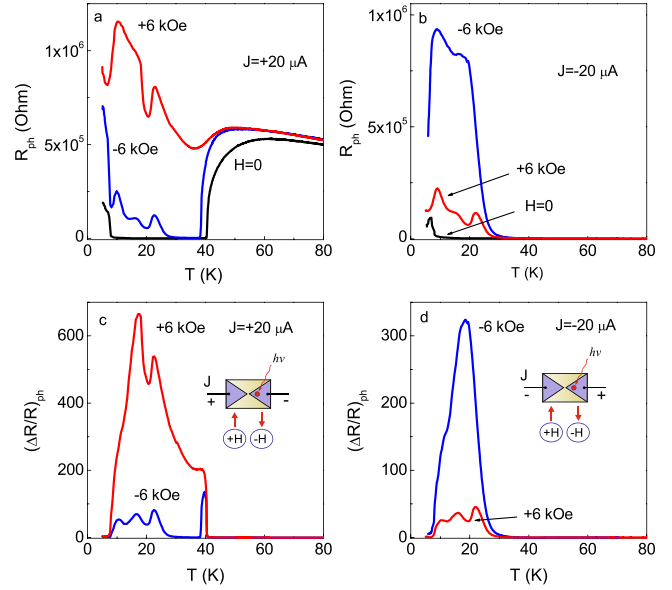 a
+6 kOe
J=+20 μA
-6 kOe
H=0
R_ph (Ohm)
1x10^6
5x10^5
0
0 20 40 60 80
T (K)
b
-6 kOe
J=-20 μA
+6 kOe
H=0
R_ph (Ohm)
1x10^6
5x10^5
0
0 20 40 60 80
T (K)
c
+6 kOe
J=+20 μA
hν
J
+ -
+H -H
-6 kOe
(ΔR/R)_ph
600
400
200
0
0 20 40 60 80
T (K)
d
-6 kOe
J=-20 μA
hν
J
- +
+H -H
+6 kOe
(ΔR/R)_ph
300
200
100
0
0 20 40 60 80
T (K)